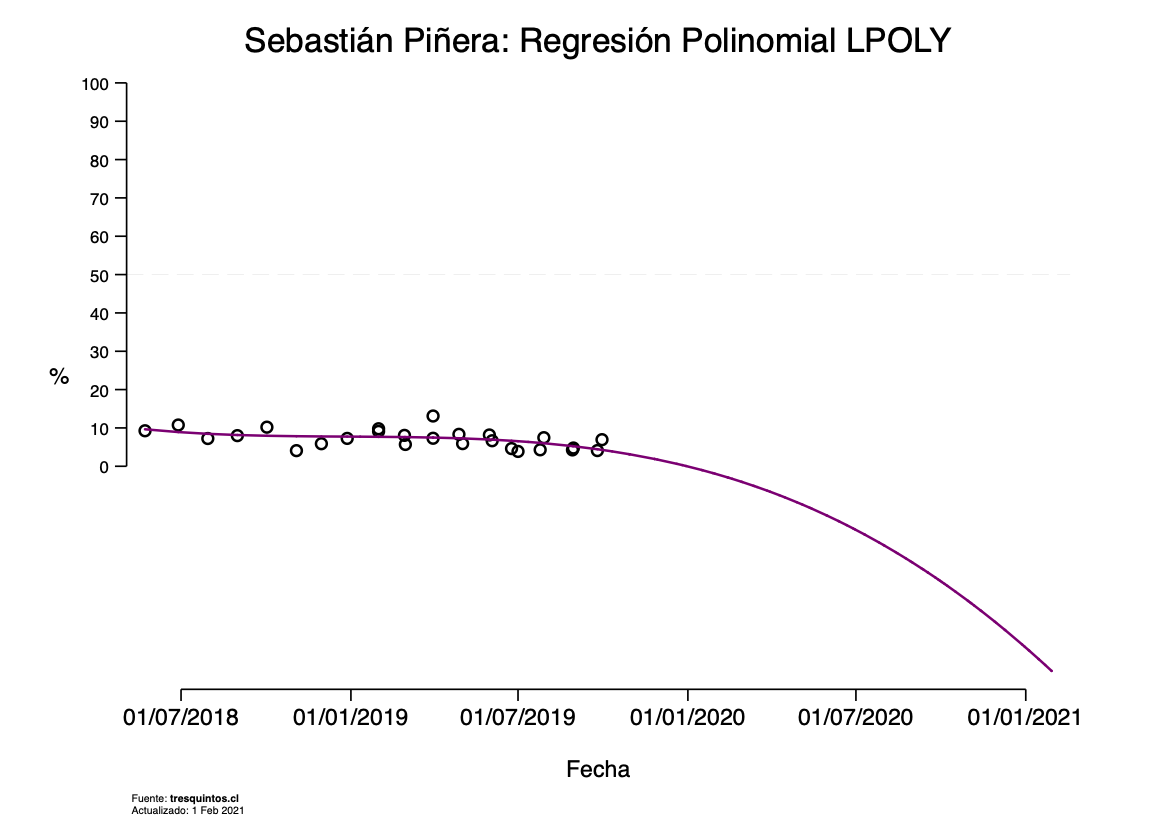 Sebastián Piñera: Regresión Polinomial LPOLY
100
90
80
70
60
50
40
30
20
10
0
%
01/07/2018 01/01/2019 01/07/2019 01/01/2020 01/07/2020 01/01/2021
Fecha
Fuente: tresquintos.cl
Actualizado: 1 Feb 2021